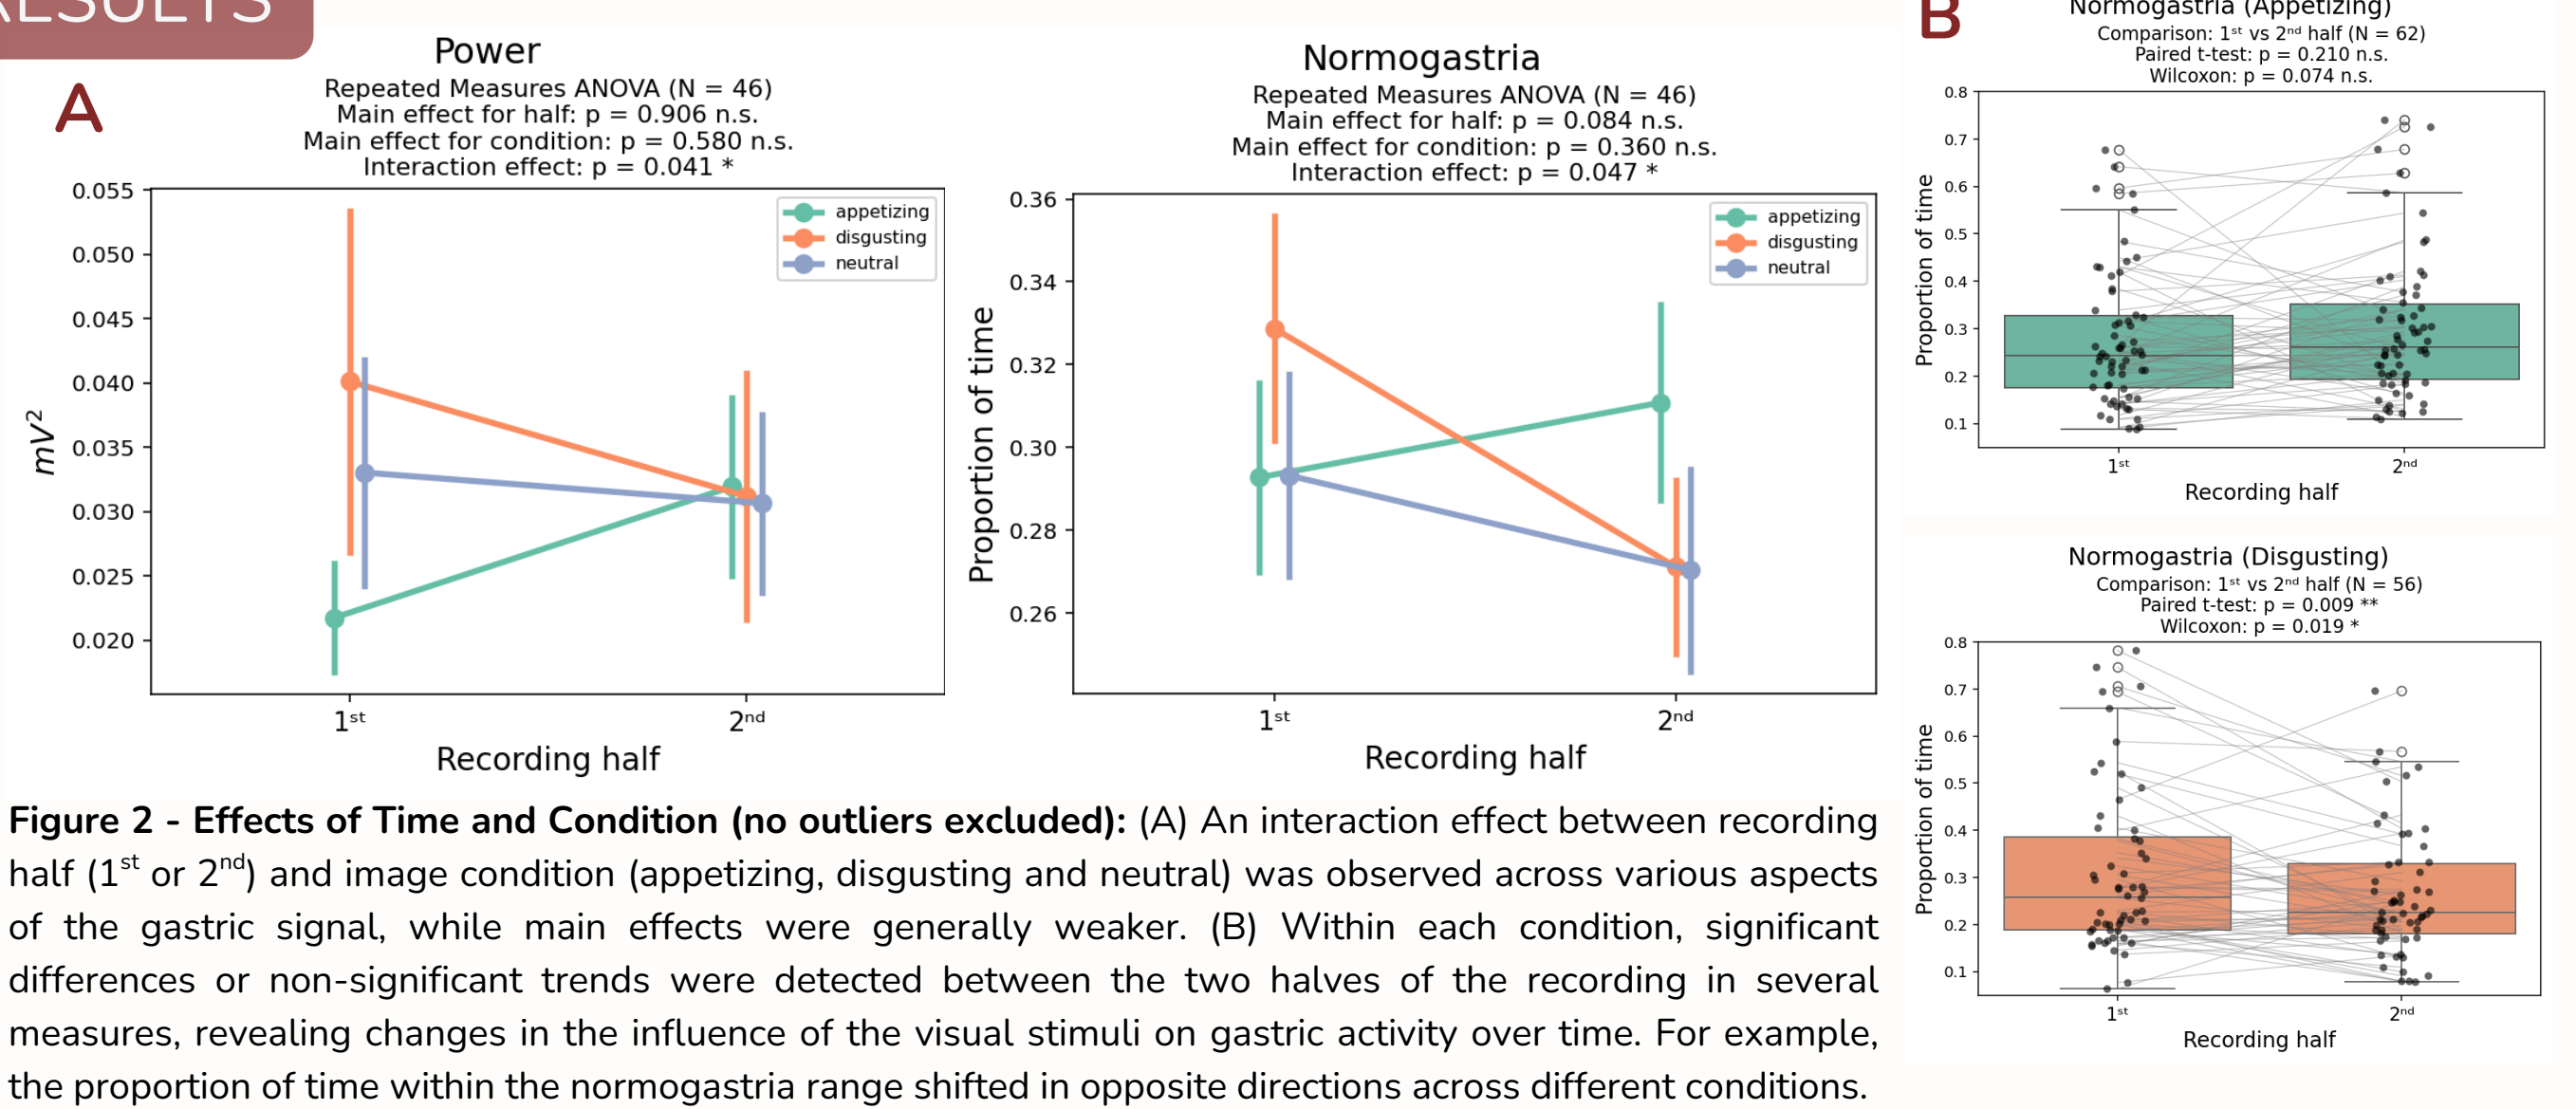 RESULTS
A
Power
Repeated Measures ANOVA (N = 46)
Main effect for half: p = 0.906 n.s.
Main effect for condition: p = 0.580 n.s.
Interaction effect: p = 0.041 *
0.055
0.050
0.045
0.040
0.035
0.030
0.025
0.020
mV²
appetizing
disgusting
neutral
1ˢᵗ
2ⁿᵈ
Recording half
Normogastria
Repeated Measures ANOVA (N = 46)
Main effect for half: p = 0.084 n.s.
Main effect for condition: p = 0.360 n.s.
Interaction effect: p = 0.047 *
0.36
0.34
0.32
0.30
0.28
0.26
Proportion of time
appetizing
disgusting
neutral
1ˢᵗ
2ⁿᵈ
Recording half
B
Normogastria (Appetizing)
Comparison: 1ˢᵗ vs 2ⁿᵈ half (N = 62)
Paired t-test: p = 0.210 n.s.
Wilcoxon: p = 0.074 n.s.
0.8
0.7
0.6
0.5
0.4
0.3
0.2
0.1
Proportion of time
1ˢᵗ
2ⁿᵈ
Recording half
Normogastria (Disgusting)
Comparison: 1ˢᵗ vs 2ⁿᵈ half (N = 56)
Paired t-test: p = 0.009 **
Wilcoxon: p = 0.019 *
0.8
0.7
0.6
0.5
0.4
0.3
0.2
0.1
Proportion of time
1ˢᵗ
2ⁿᵈ
Recording half
Figure 2 - Effects of Time and Condition (no outliers excluded): (A) An interaction effect between recording
half (1ˢᵗ or 2ⁿᵈ) and image condition (appetizing, disgusting and neutral) was observed across various aspects
of the gastric signal, while main effects were generally weaker. (B) Within each condition, significant
differences or non-significant trends were detected between the two halves of the recording in several
measures, revealing changes in the influence of the visual stimuli on gastric activity over time. For example,
the proportion of time within the normogastria range shifted in opposite directions across different conditions.